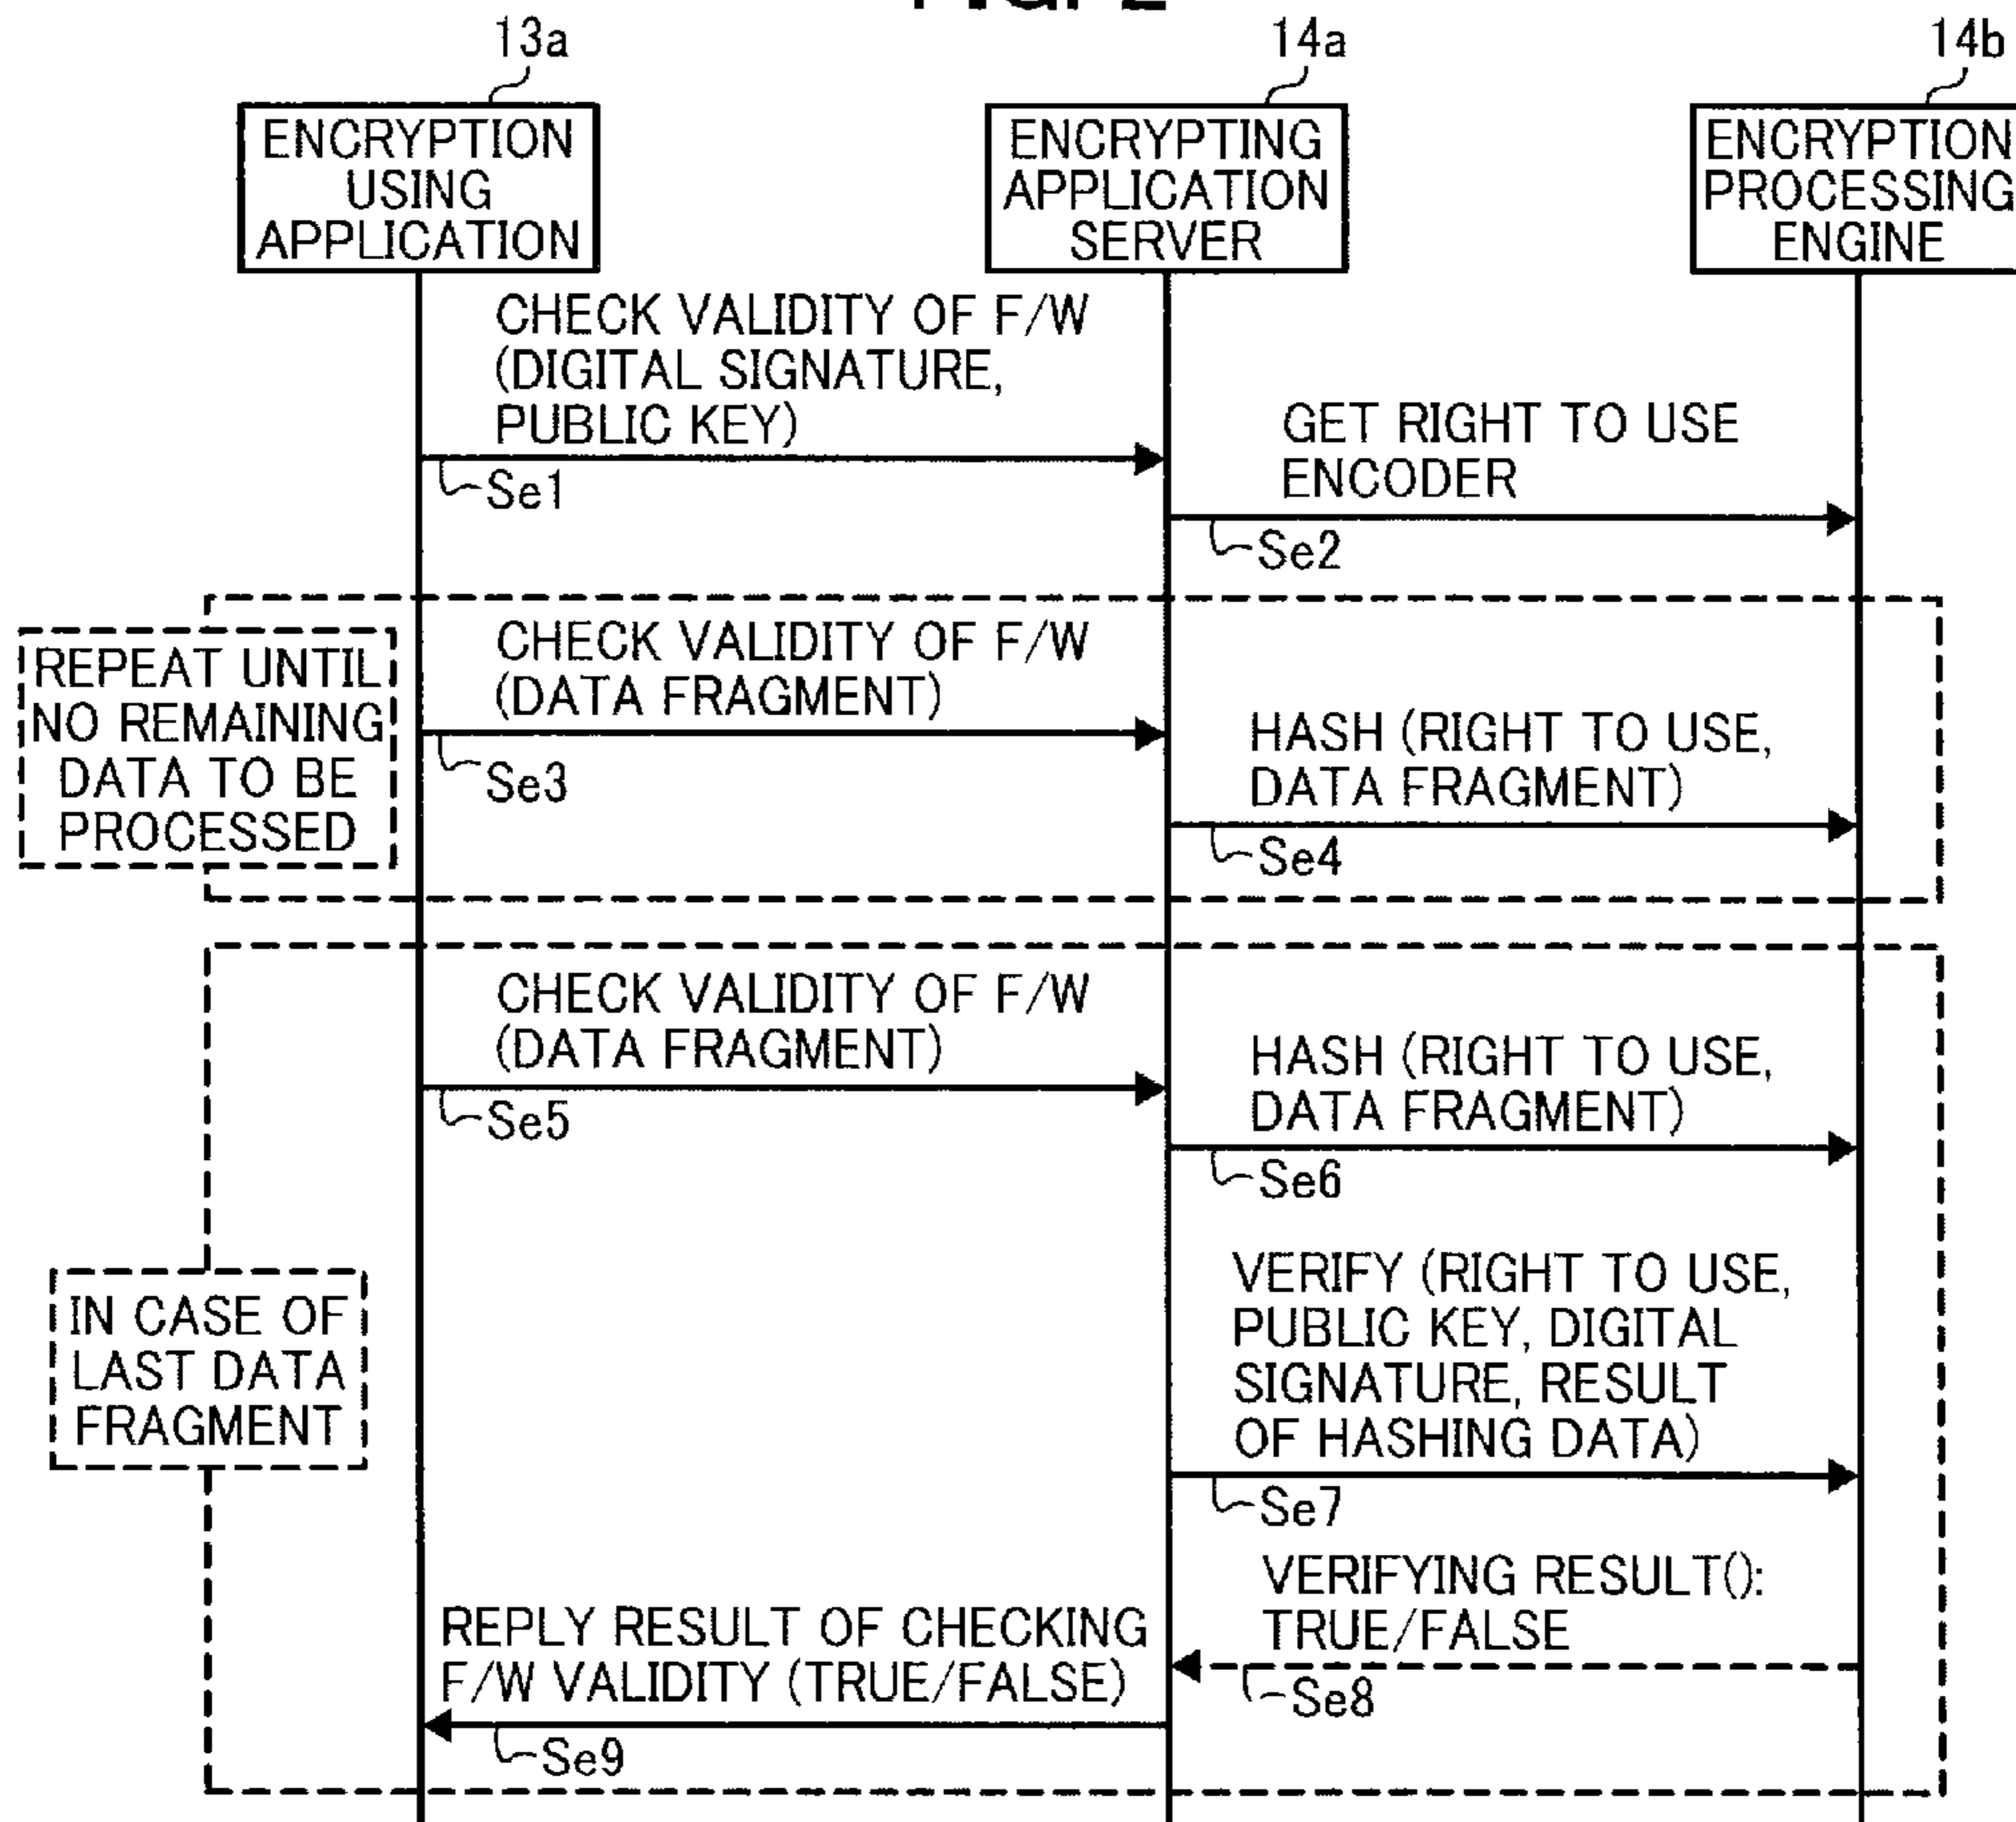 13a
14a
14b
ENCRYPTION
USING
APPLICATION
ENCRYPTING
APPLICATION
SERVER
ENCRYPTION
PROCESSING
ENGINE
CHECK VALIDITY OF F/W
(DIGITAL SIGNATURE,
PUBLIC KEY)
Se1
GET RIGHT TO USE
ENCODER
Se2
REPEAT UNTIL
NO REMAINING
DATA TO BE
PROCESSED
CHECK VALIDITY OF F/W
(DATA FRAGMENT)
Se3
HASH (RIGHT TO USE,
DATA FRAGMENT)
Se4
CHECK VALIDITY OF F/W
(DATA FRAGMENT)
Se5
HASH (RIGHT TO USE,
DATA FRAGMENT)
Se6
IN CASE OF
LAST DATA
FRAGMENT
VERIFY (RIGHT TO USE,
PUBLIC KEY, DIGITAL
SIGNATURE, RESULT
OF HASHING DATA)
Se7
VERIFYING RESULT():
TRUE/FALSE
Se8
REPLY RESULT OF CHECKING
F/W VALIDITY (TRUE/FALSE)
Se9